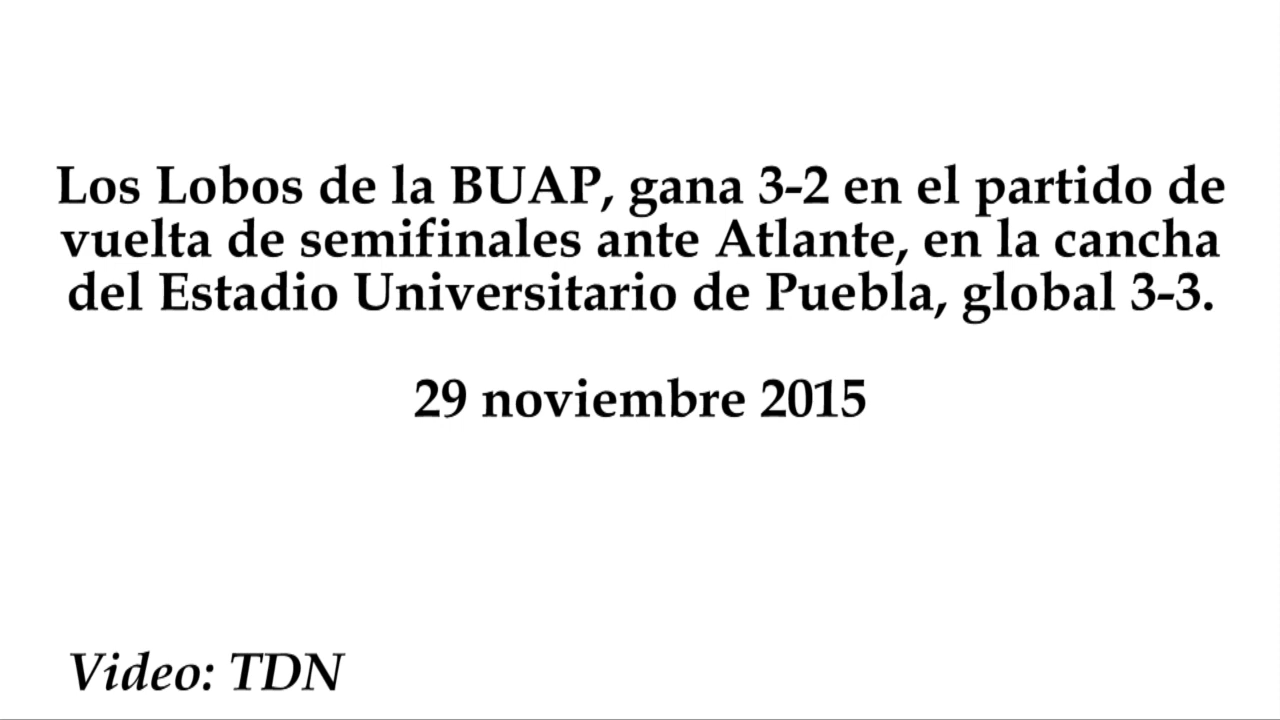 Los Lobos de la BUAP, gana 3-2 en el partido de
vuelta de semifinales ante Atlante, en la cancha
del Estadio Universitario de Puebla, global 3-3.
29 noviembre 2015
Video: TDN